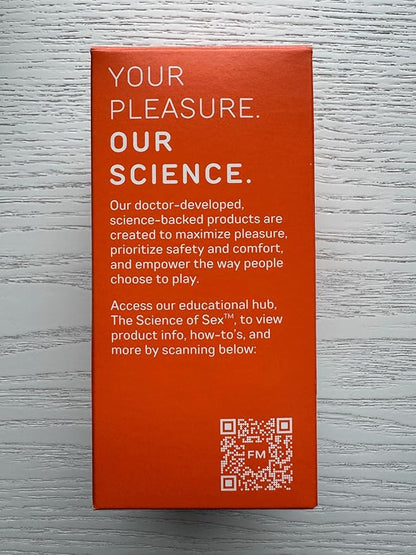 YOUR
PLEASURE.
OUR
SCIENCE.
Our doctor-developed,
science-backed products are
created to maximize pleasure,
prioritize safety and comfort,
and empower the way people
choose to play.
Access our educational hub,
The Science of Sex™, to view
product info, how-to's, and
more by scanning below:
FM